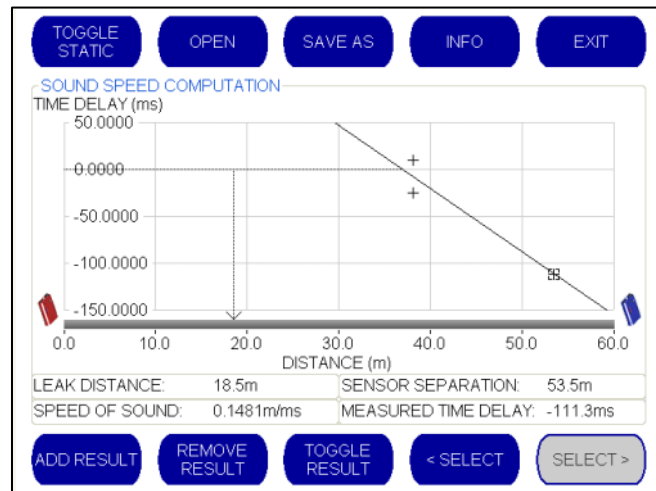 TOGGLE
STATIC
OPEN
SAVE AS
INFO
EXIT
SOUND SPEED COMPUTATION
TIME DELAY (ms)
50.0000
0.0000
-50.0000
-100.0000
-150.0000
0.0 10.0 20.0 30.0 40.0 50.0 60.0
DISTANCE (m)
LEAK DISTANCE: 18.5m SENSOR SEPARATION: 53.5m
SPEED OF SOUND: 0.1481m/ms MEASURED TIME DELAY: -111.3ms
ADD RESULT
REMOVE
RESULT
TOGGLE
RESULT
< SELECT
SELECT >